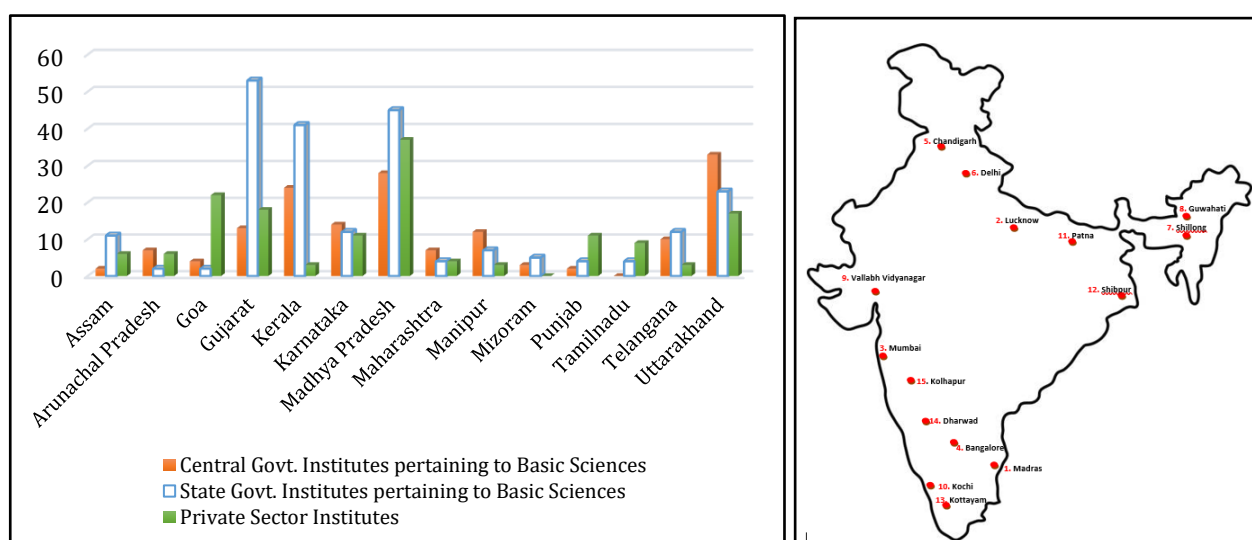 60
50
40
30
20
10
0
Assam
Arunachal Pradesh
Goa
Gujarat
Kerala
Karnataka
Madhya Pradesh
Maharashtra
Manipur
Mizoram
Punjab
Tamilnadu
Telangana
Uttarakhand
Central Govt. Institutes pertaining to Basic Sciences
State Govt. Institutes pertaining to Basic Sciences
Private Sector Institutes
5. Chandigarh
6. Delhi
8. Guwahati
2. Lucknow
7. Shillong
11. Patna
9. Vallabh Vidyanagar
12. Shibpur
3. Mumbai
15. Kolhapur
14. Dharwad
4. Bangalore
1. Madras
10. Kochi
13. Kottayam